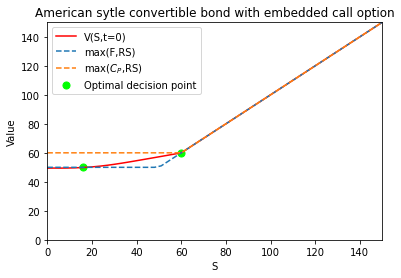 American sytle convertible bond with embedded call option
V(S,t=0)
max(F,RS)
max(C_P,RS)
Optimal decision point
Value
140
120
100
80
60
40
20
0
0 20 40 60 80 100 120 140
S